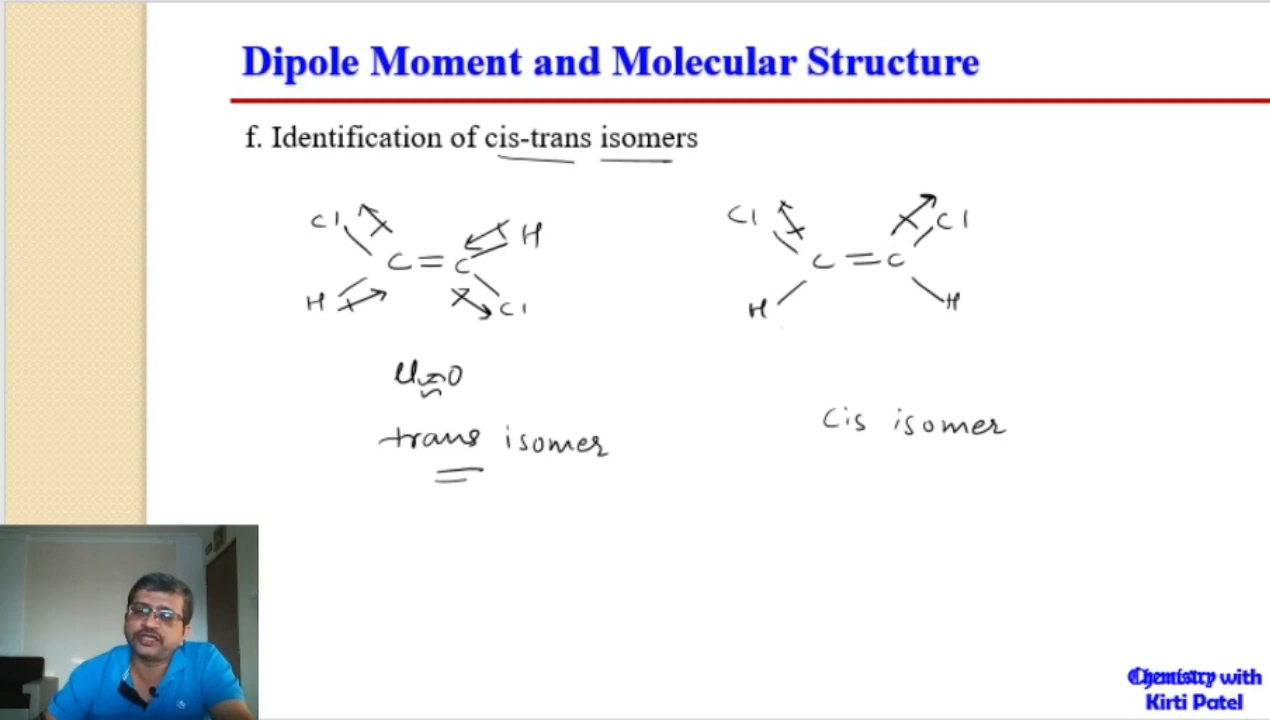 Dipole Moment and Molecular Structure
f. Identification of cis-trans isomers
Cl H
C=C
H Cl
Cl Cl
C=C
H H
μ=0
trans isomer
cis isomer
Chemistry with
Kirti Patel